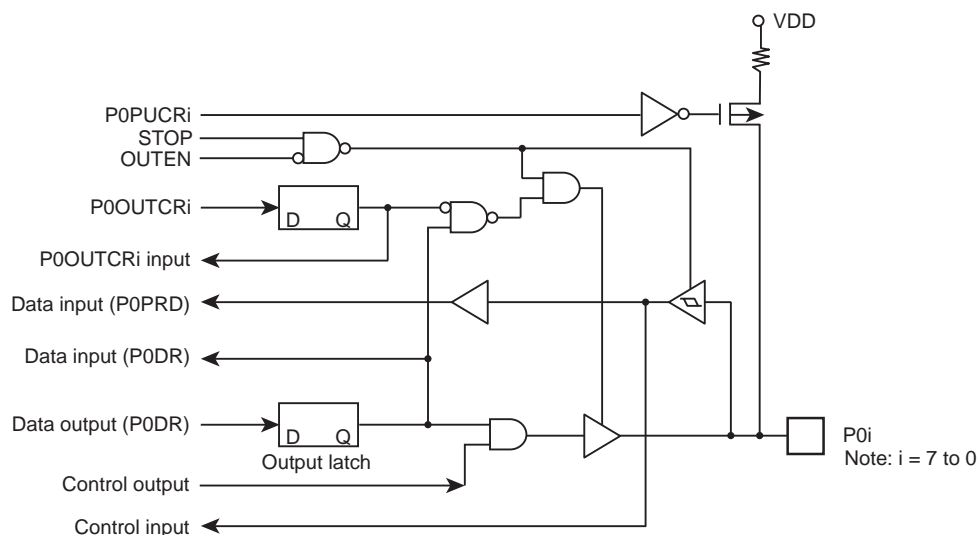 VDD
P0PUCRi
STOP
OUTEN
P0OUTCRi
D Q
P0OUTCRi input
Data input (P0PRD)
Data input (P0DR)
Data output (P0DR)
D Q
Output latch
P0i
Note: i = 7 to 0
Control output
Control input